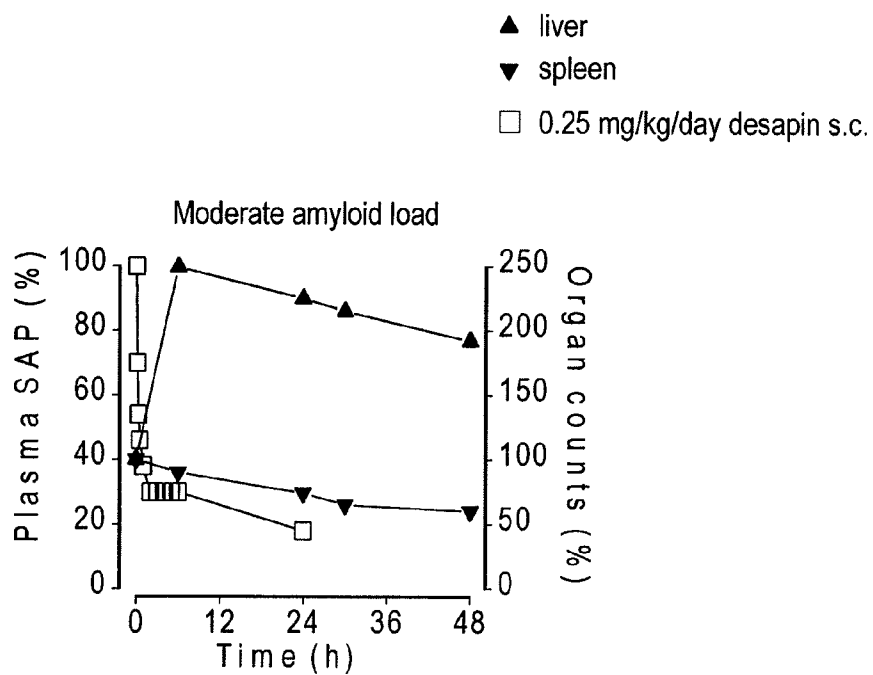 liver
spleen
0.25 mg/kg/day desapin s.c.
Moderate amyloid load
Plasma SAP (%)
100
80
60
40
20
0
250
200
150
100
50
0
Organ counts (%)
0 12 24 36 48
Time (h)